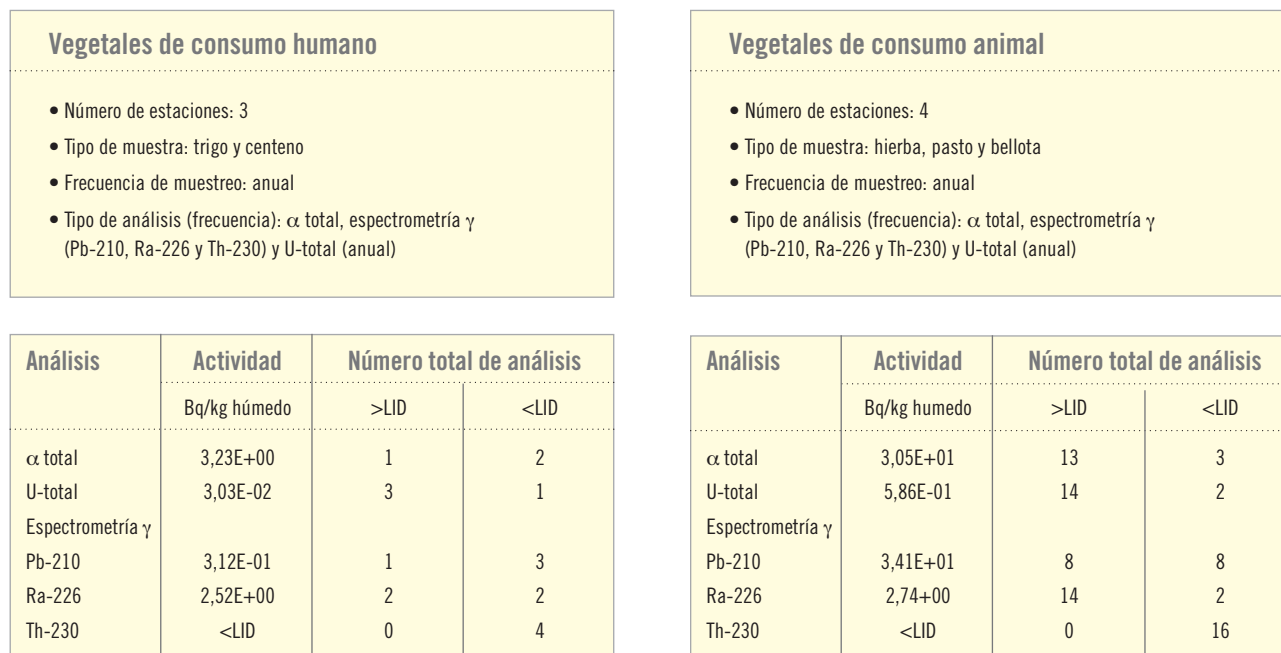 Vegetales de consumo humano
• Número de estaciones: 3
• Tipo de muestra: trigo y centeno
• Frecuencia de muestreo: anual
• Tipo de análisis (frecuencia): α total, espectrometría γ
(Pb-210, Ra-226 y Th-230) y U-total (anual)
Análisis Actividad Número total de análisis
Bq/kg húmedo >LID <LID
α total 3,23E+00 1 2
U-total 3,03E-02 3 1
Espectrometría γ
Pb-210 3,12E-01 1 3
Ra-226 2,52E+00 2 2
Th-230 <LID 0 4
Vegetales de consumo animal
• Número de estaciones: 4
• Tipo de muestra: hierba, pasto y bellota
• Frecuencia de muestreo: anual
• Tipo de análisis (frecuencia): α total, espectrometría γ
(Pb-210, Ra-226 y Th-230) y U-total (anual)
Análisis Actividad Número total de análisis
Bq/kg humedo >LID <LID
α total 3,05E+01 13 3
U-total 5,86E-01 14 2
Espectrometría γ
Pb-210 3,41E+01 8 8
Ra-226 2,74+00 14 2
Th-230 <LID 0 16